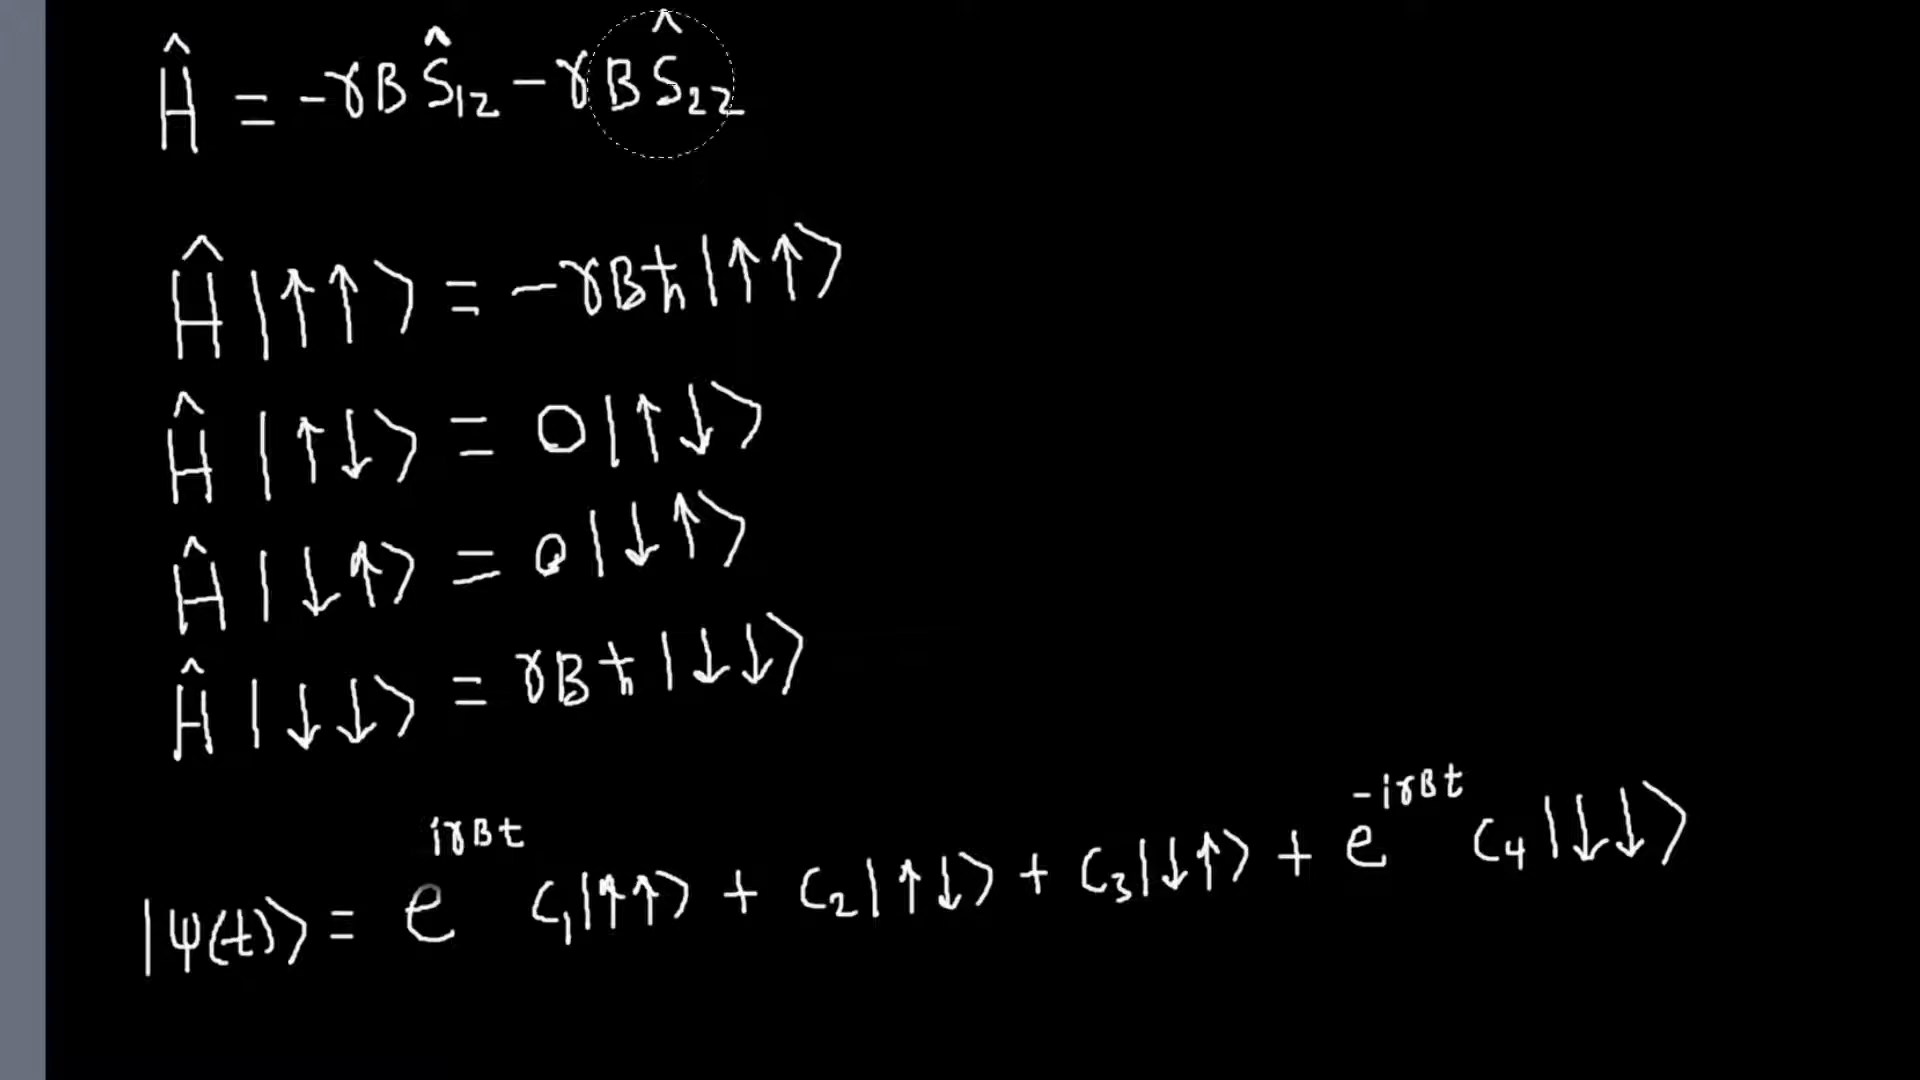 Ĥ = -γBŜ₁z - γBŜ₂z
Ĥ|↑↑⟩ = -γBħ|↑↑⟩
Ĥ|↑↓⟩ = 0|↑↓⟩
Ĥ|↓↑⟩ = 0|↓↑⟩
Ĥ|↓↓⟩ = γBħ|↓↓⟩
|ψ(t)⟩ = e^{iγBt} C₁|↑↑⟩ + C₂|↑↓⟩ + C₃|↓↑⟩ + e^{-iγBt} C₄|↓↓⟩